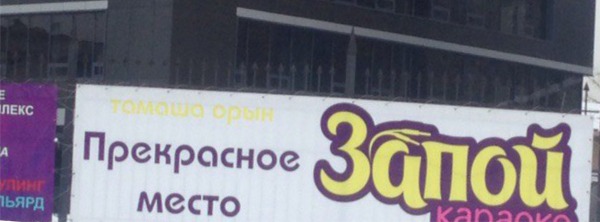 тамаша орын
Прекрасное
место
Запой
караоке
Е
ЛЕКС
А
УЛИНГ
ЛЬЯРД